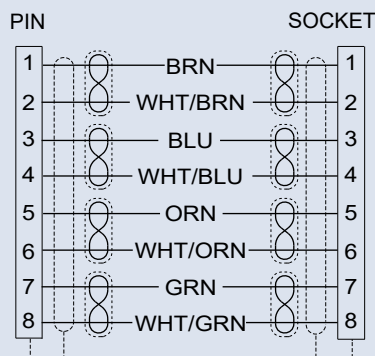 PIN SOCKET
1 BRN 1
2 WHT/BRN 2
3 BLU 3
4 WHT/BLU 4
5 ORN 5
6 WHT/ORN 6
7 GRN 7
8 WHT/GRN 8